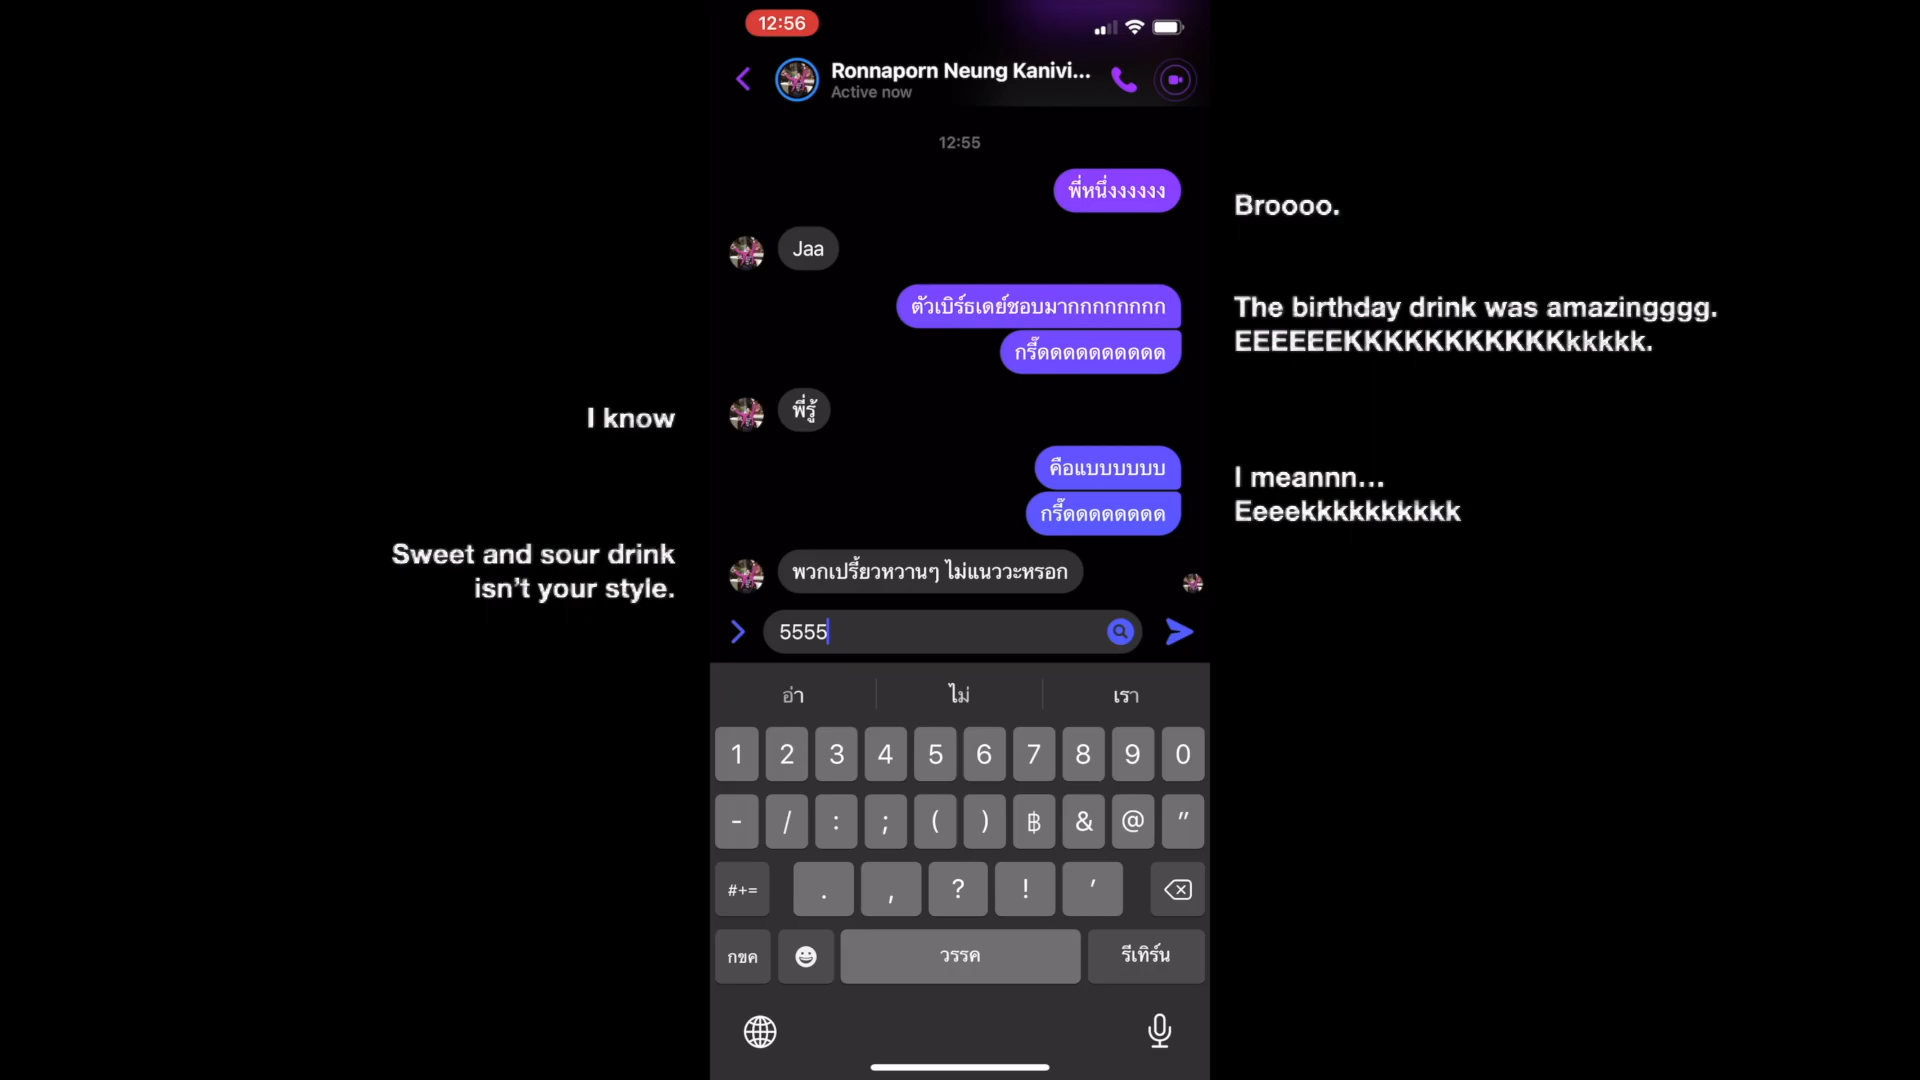 12:56
Ronnaporn Neung Kanivi...
Active now
12:55
พี่หนึ่งงงงงง
Broooo.
Jaa
ตัวเบิร์ธเดย์ชอบมากกกกกกกก
The birthday drink was amazingggg.
กรี๊ดดดดดดดดดด
EEEEEEKKKKKKKKKKKKkkkkk.
พี่รู้
I know
คือแบบบบบบบ
I meannn...
กรี๊ดดดดดดดด
Eeeekkkkkkkkkkk
พวกเปรี้ยวหวานๆ ไม่แนววะหรอก
Sweet and sour drink
isn't your style.
5555
อ่า ไม่ เรา
1 2 3 4 5 6 7 8 9 0
- / : ; ( ) ฿ & @ "
#+= . , ? ! '
กขค วรรค รีเทิร์น